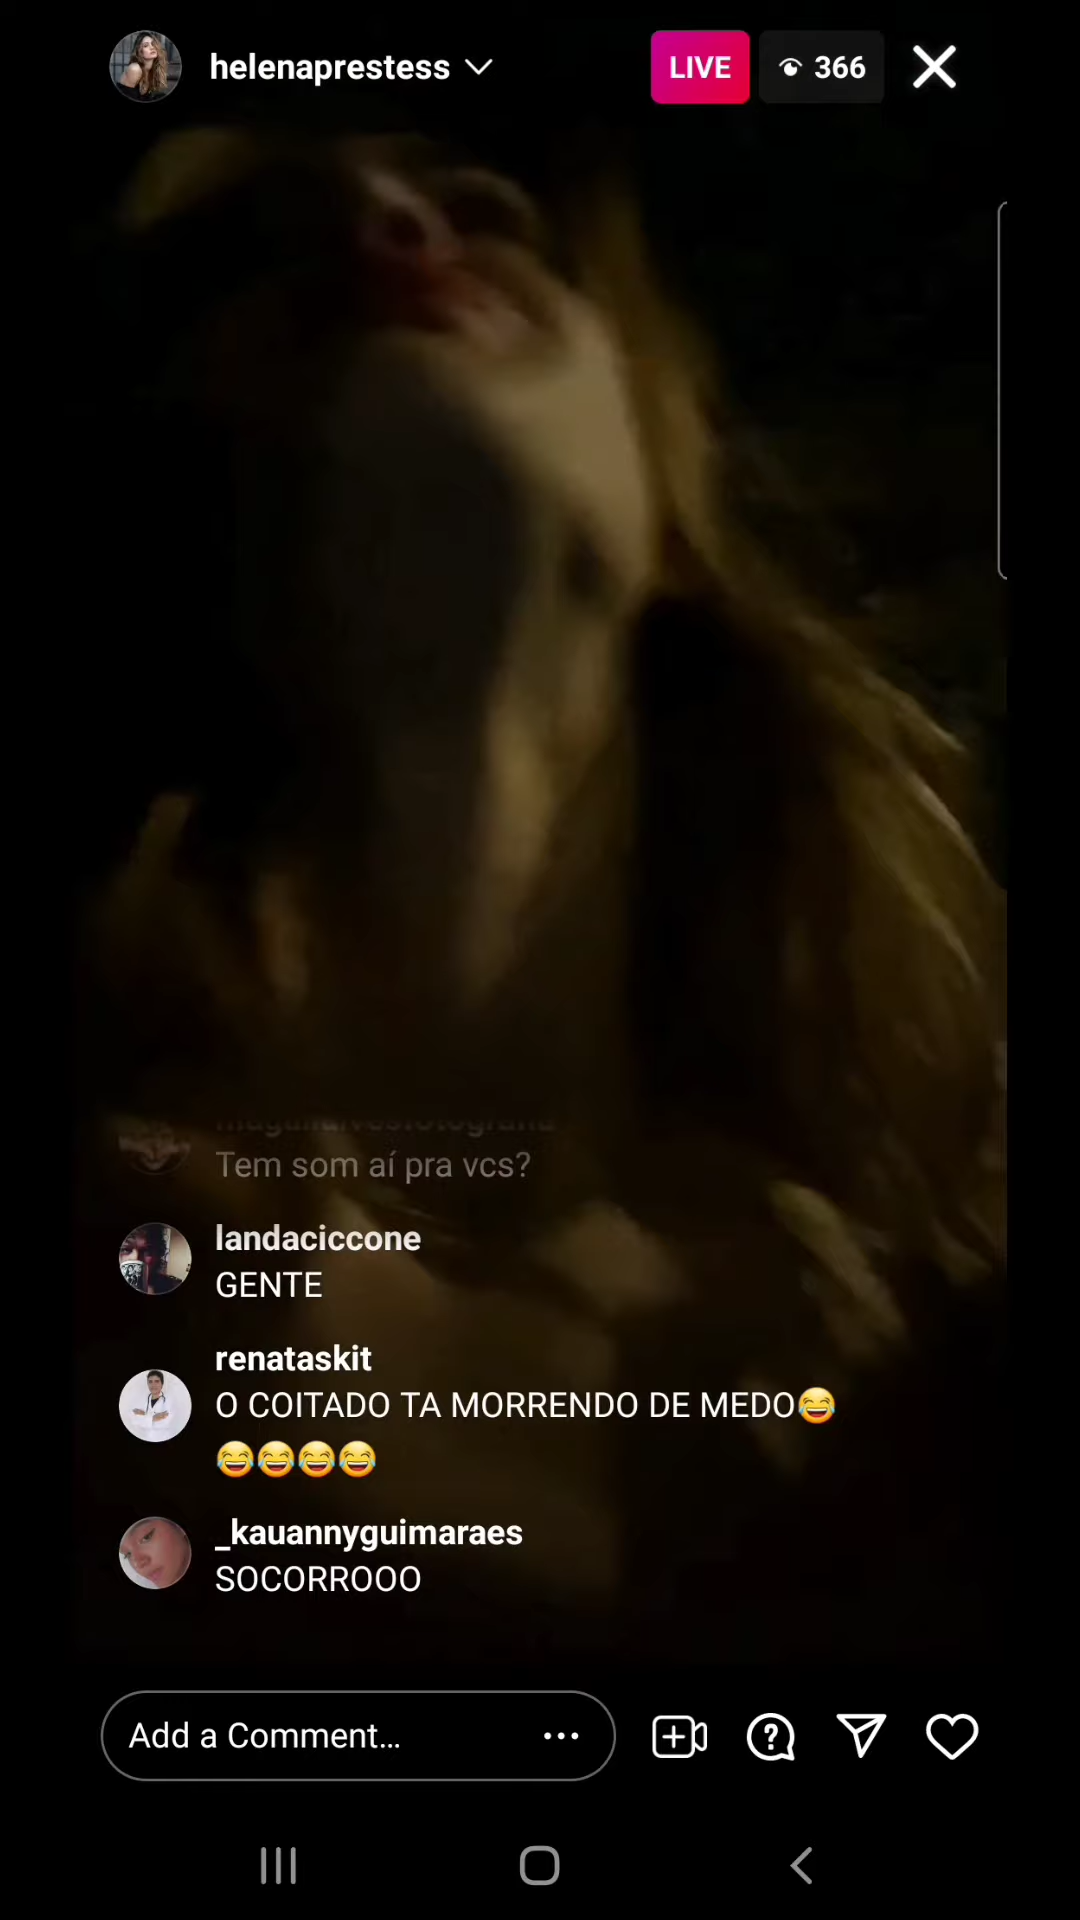 helenaprestess
LIVE
366
Tem som aí pra vcs?
landaciccone
GENTE
renataskit
O COITADO TA MORRENDO DE MEDO😂
😂😂😂😂
_kauannyguimaraes
SOCORROOO
Add a Comment...